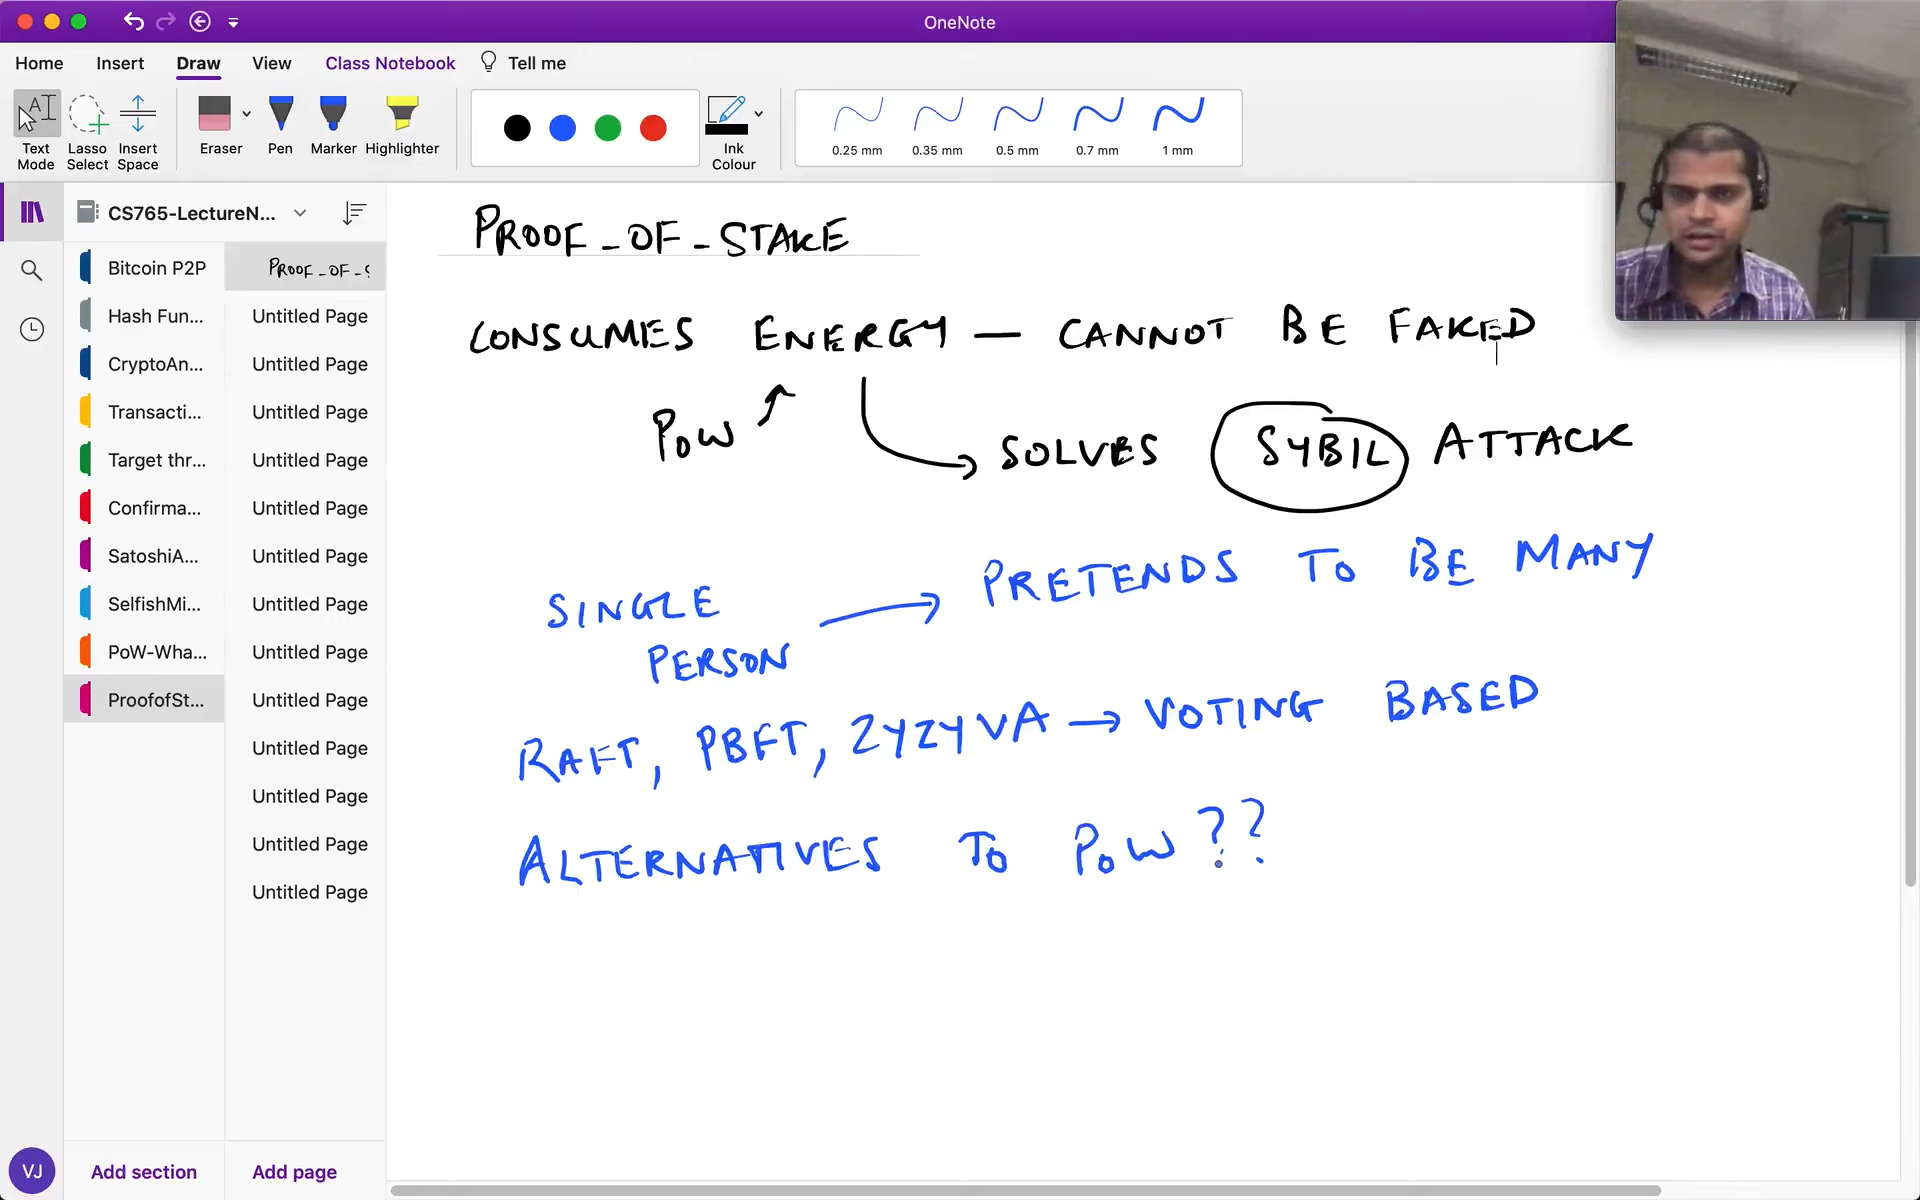 OneNote
Home Insert Draw View Class Notebook Tell me
Text Mode Lasso Select Insert Space Eraser Pen Marker Highlighter Ink Colour 0.25 mm 0.35 mm 0.5 mm 0.7 mm 1 mm
CS765-LectureN...
Bitcoin P2P
Hash Fun...
CryptoAn...
Transacti...
Target thr...
Confirma...
SatoshiA...
SelfishMi...
PoW-Wha...
ProofofSt...
PROOF-OF-S
Untitled Page
Untitled Page
Untitled Page
Untitled Page
Untitled Page
Untitled Page
Untitled Page
Untitled Page
Untitled Page
Untitled Page
Untitled Page
Untitled Page
Untitled Page
PROOF-OF-STAKE
CONSUMES ENERGY — CANNOT BE FAKED
PoW ↗ → SOLVES SYBIL ATTACK
SINGLE PERSON → PRETENDS TO BE MANY
RAFT, PBFT, ZYZYVA → VOTING BASED
ALTERNATIVES TO PoW ??
VJ Add section Add page